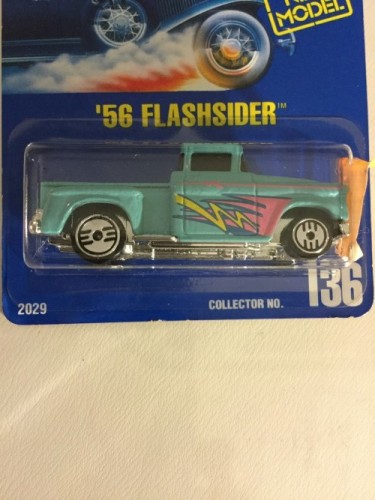 MODEL
'56 FLASHSIDER™
2029
COLLECTOR NO.
136